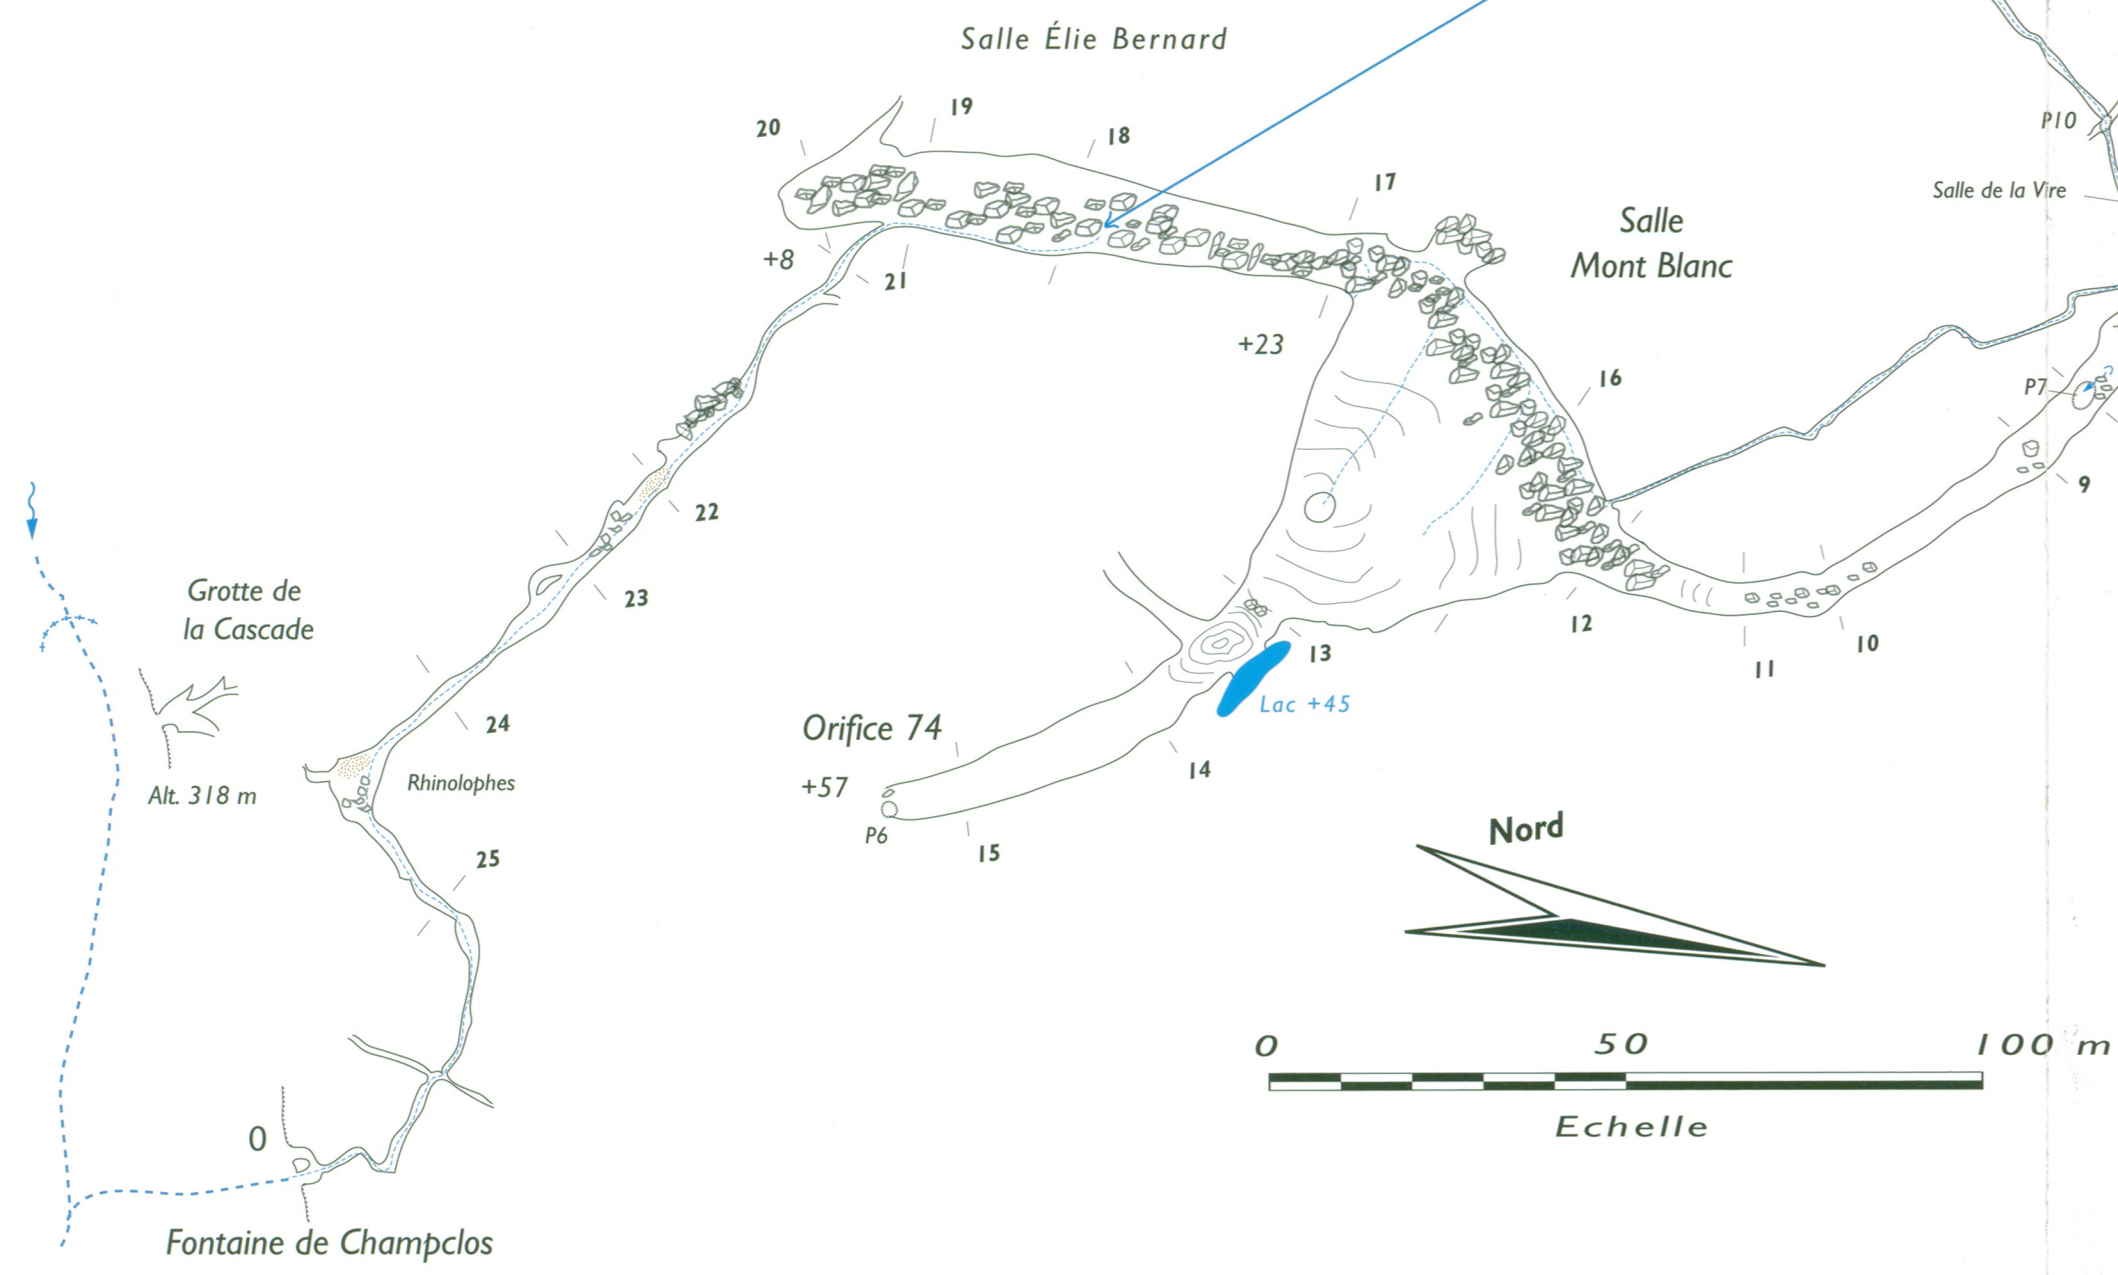 Salle Élie Bernard
19
20
18
P10
17
Salle de la Vire
Salle
Mont Blanc
+8
21
+23
16
P7
9
22
Grotte de
la Cascade
23
12
10
13
11
Lac +45
24
Orifice 74
14
Rhinolophes
+57
Alt. 318 m
P6
15
25
Nord
0 50 100 m
Echelle
0
Fontaine de Champclos